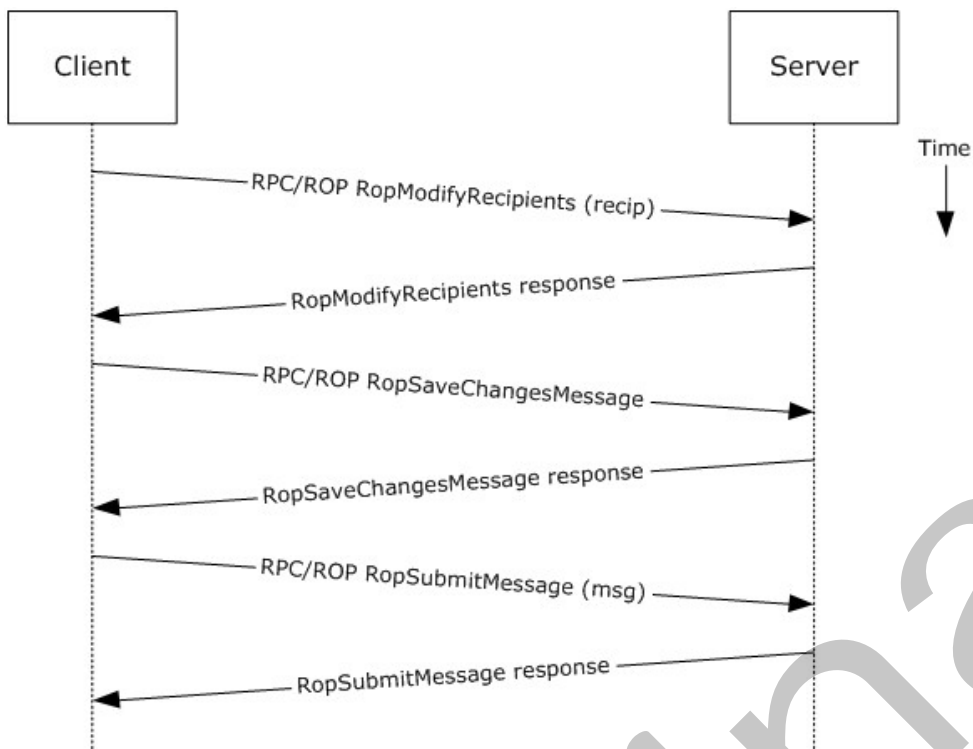 Client
Server
Time
RPC/ROP RopModifyRecipients (recip)
RopModifyRecipients response
RPC/ROP RopSaveChangesMessage
RopSaveChangesMessage response
RPC/ROP RopSubmitMessage (msg)
RopSubmitMessage response